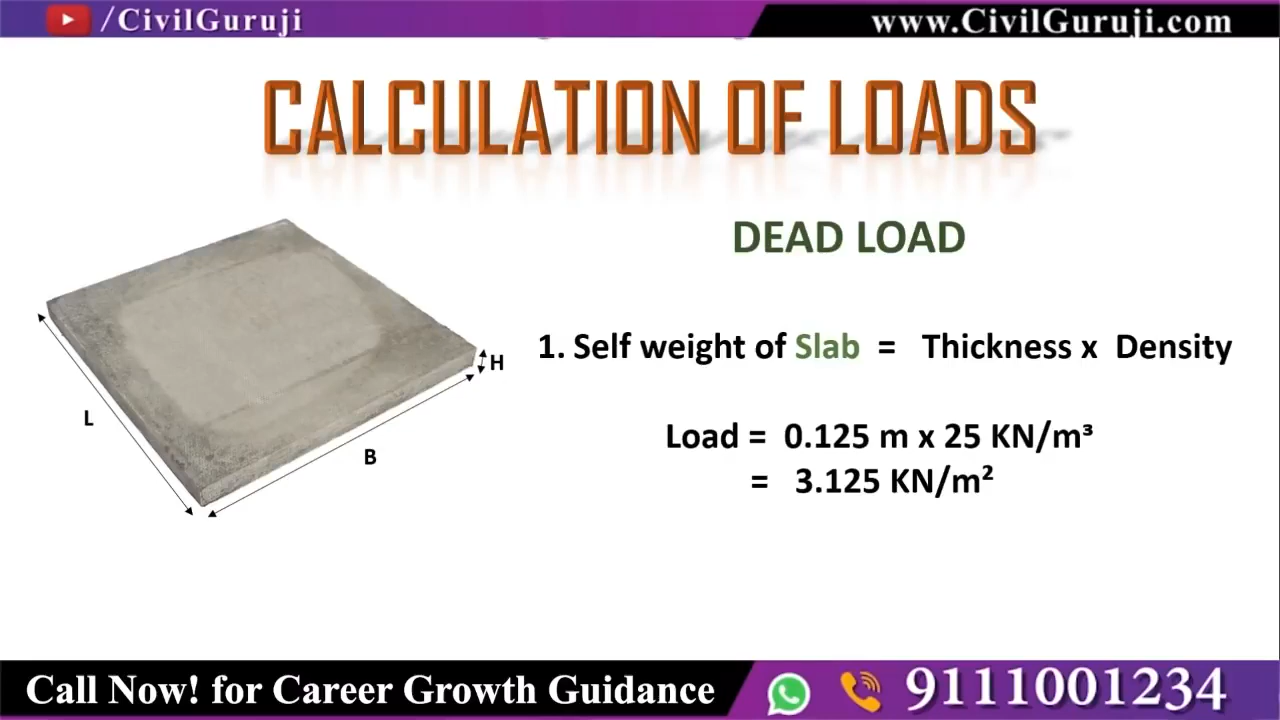 /CivilGuruji
www.CivilGuruji.com
CALCULATION OF LOADS
DEAD LOAD
1. Self weight of Slab = Thickness x Density
H
L
B
Load = 0.125 m x 25 KN/m³
= 3.125 KN/m²
Call Now! for Career Growth Guidance
9111001234